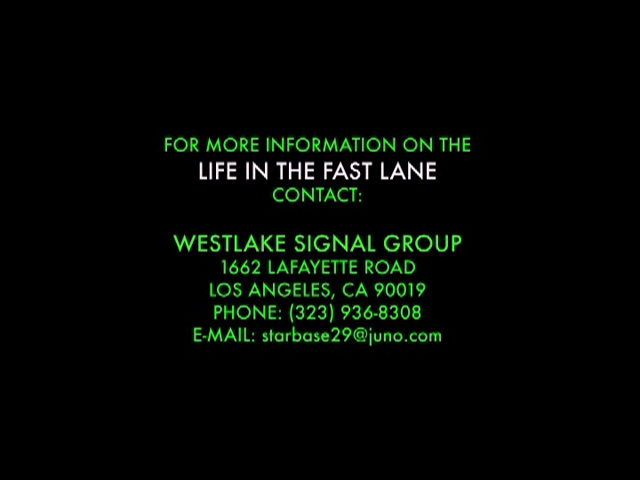 FOR MORE INFORMATION ON THE
LIFE IN THE FAST LANE
CONTACT:
WESTLAKE SIGNAL GROUP
1662 LAFAYETTE ROAD
LOS ANGELES, CA 90019
PHONE: (323) 936-8308
E-MAIL: starbase29@juno.com